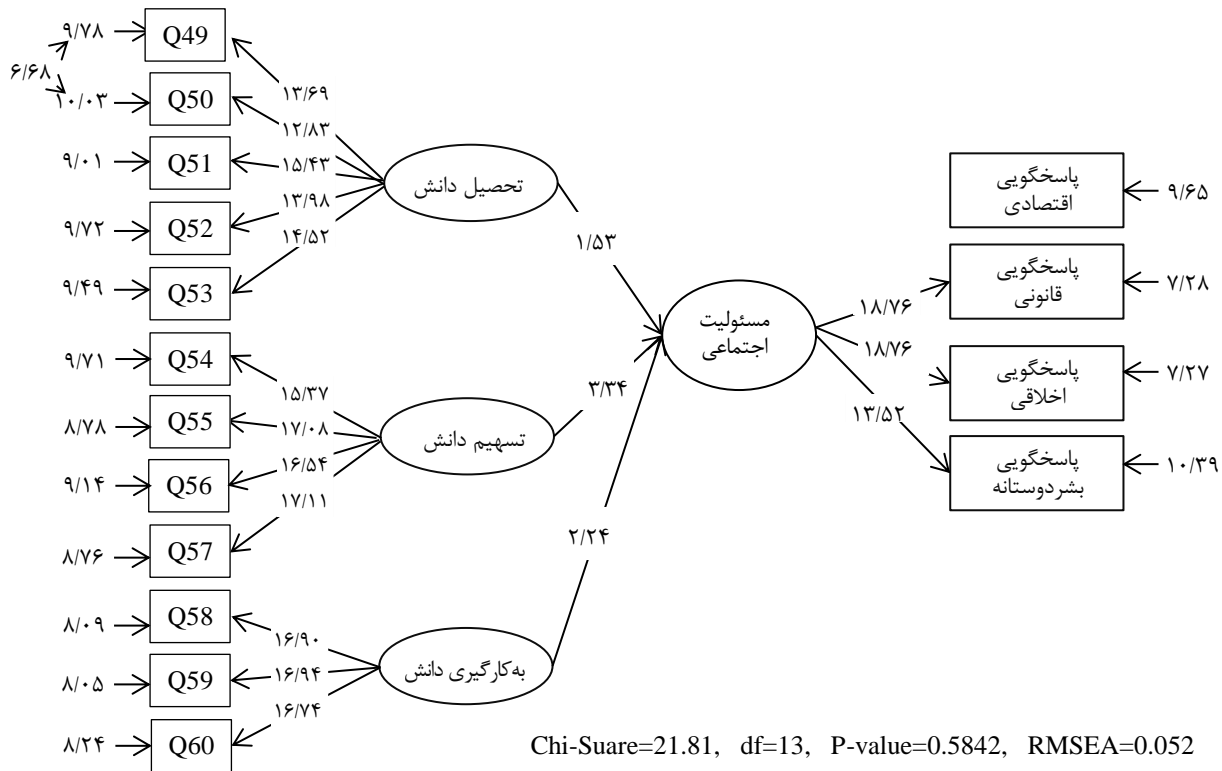 ۹/۷۸
Q49
۶/۶۸
۱۰/۰۳
Q50
۹/۰۱
Q51
۹/۷۲
Q52
۹/۴۹
Q53
۹/۷۱
Q54
۸/۷۸
Q55
۹/۱۴
Q56
۸/۷۶
Q57
۸/۰۹
Q58
۸/۰۵
Q59
۸/۲۴
Q60
۱۳/۶۹
۱۲/۸۳
۱۵/۴۳
۱۳/۹۸
۱۴/۵۲
تحصیل دانش
۱۵/۳۷
۱۷/۰۸
۱۶/۵۴
۱۷/۱۱
تسهیم دانش
۱۶/۹۰
۱۶/۹۴
۱۶/۷۴
به‌کارگیری دانش
۱/۵۳
۳/۳۴
۲/۲۴
مسئولیت
اجتماعی
۱۸/۷۶
۱۸/۷۶
۱۳/۵۲
پاسخگویی
اقتصادی
۹/۶۵
پاسخگویی
قانونی
۷/۲۸
پاسخگویی
اخلاقی
۷/۲۷
پاسخگویی
بشردوستانه
۱۰/۳۹
Chi-Suare=21.81, df=13, P-value=0.5842, RMSEA=0.052